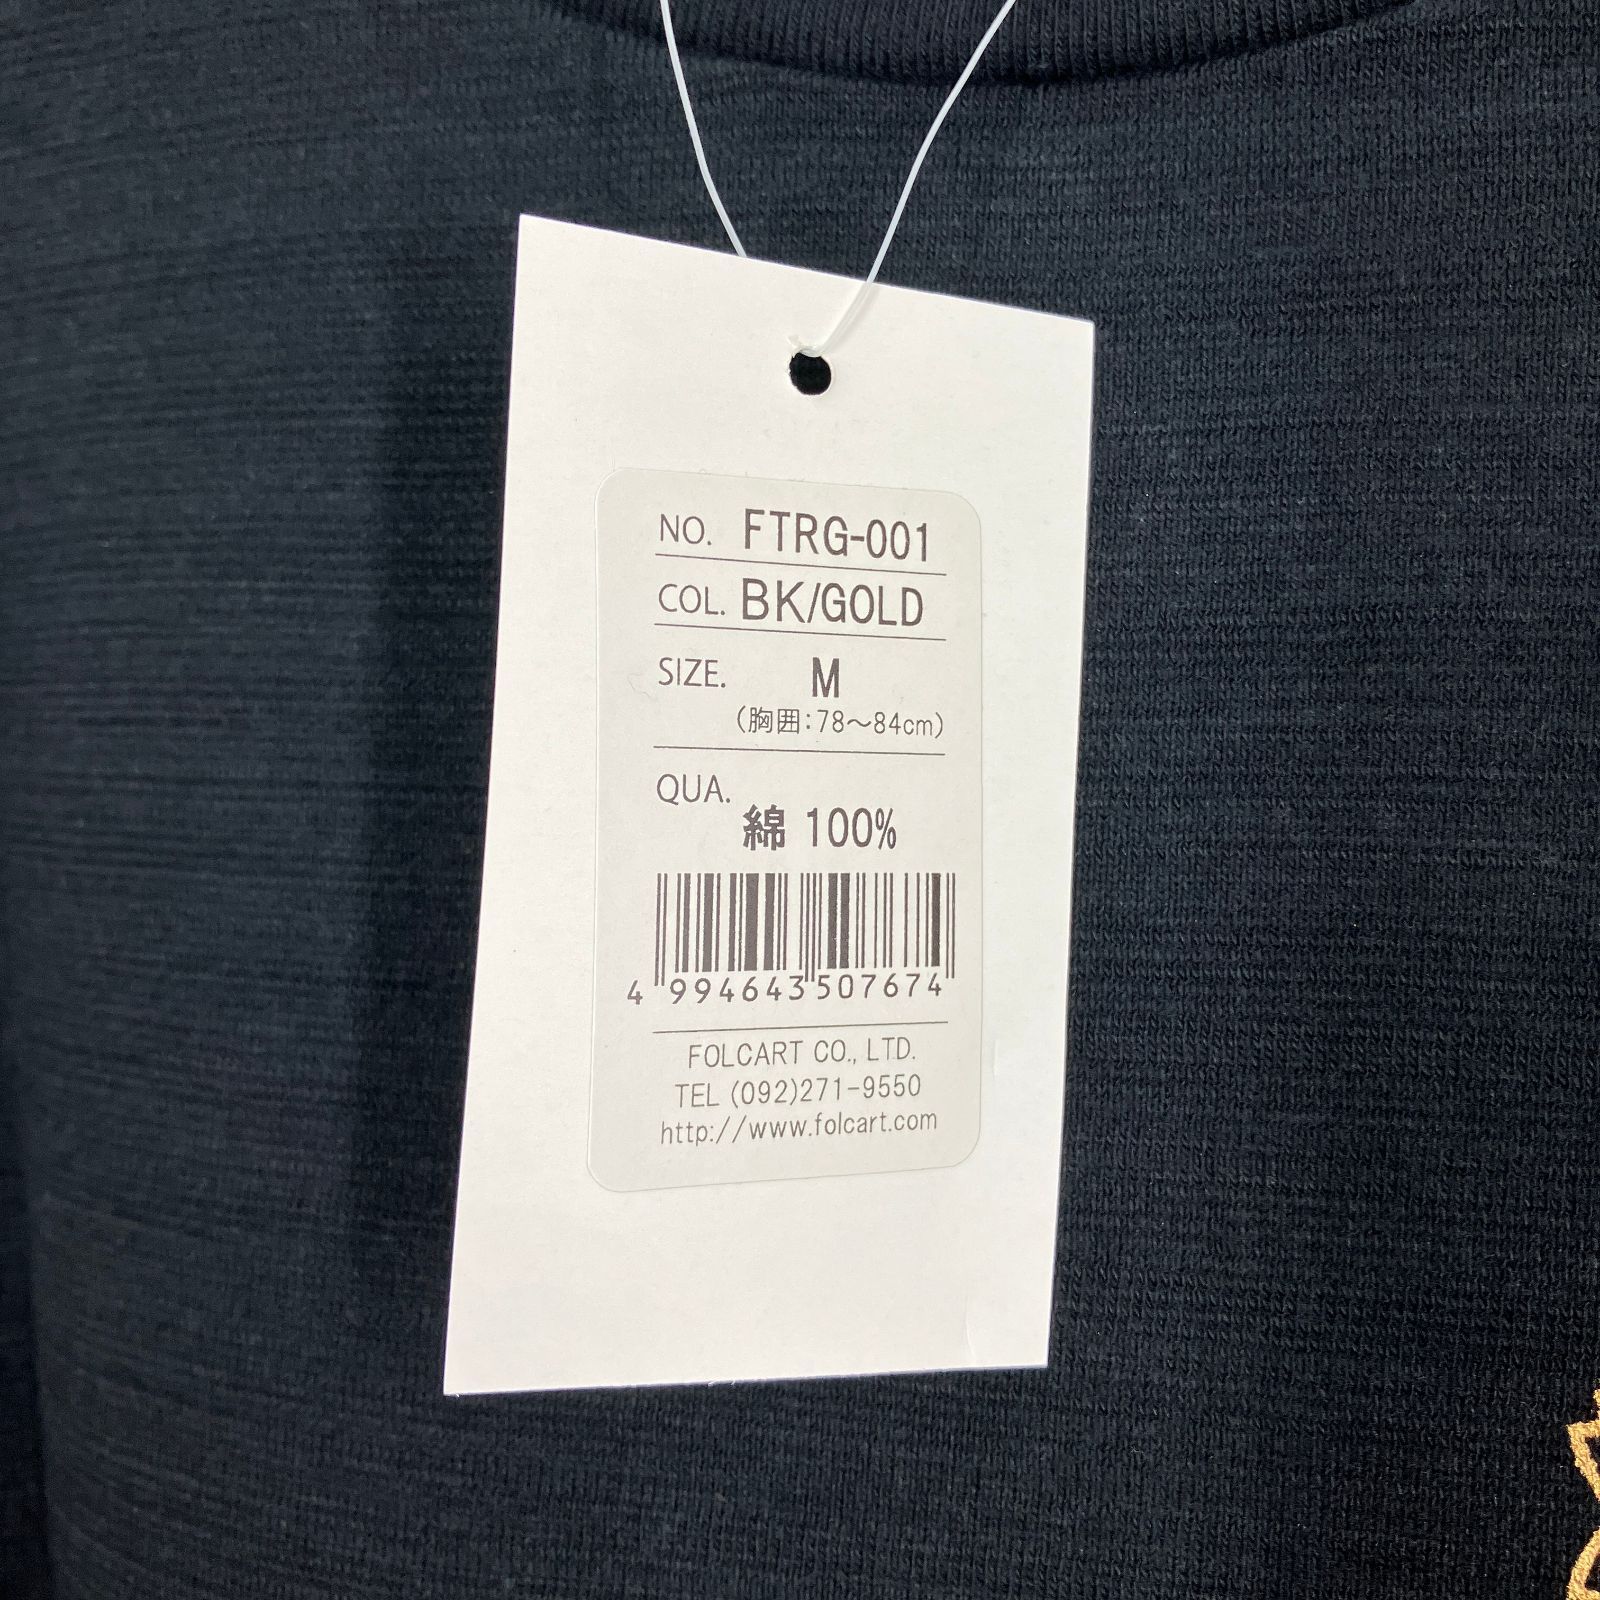 NO. FTRG-001
COL. BK/GOLD
SIZE. M
(胸囲:78～84cm)
QUA.
綿 100%
4 994643 507674
FOLCART CO., LTD.
TEL (092)271-9550
http://www.folcart.com